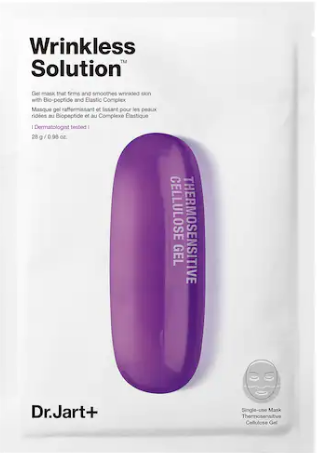 Wrinkless
Solution™
Gel mask that firms and smoothes wrinkled skin
with Bio-peptide and Elastic Complex
Masque gel raffermissant et lissant pour les peaux
ridées au Biopeptide et au Complexe Élastique
| Dermatologist tested |
28 g / 0.98 oz.
THERMOSENSITIVE
CELLULOSE GEL
Dr.Jart+
Single-use Mask
Thermosensitive
Cellulose Gel